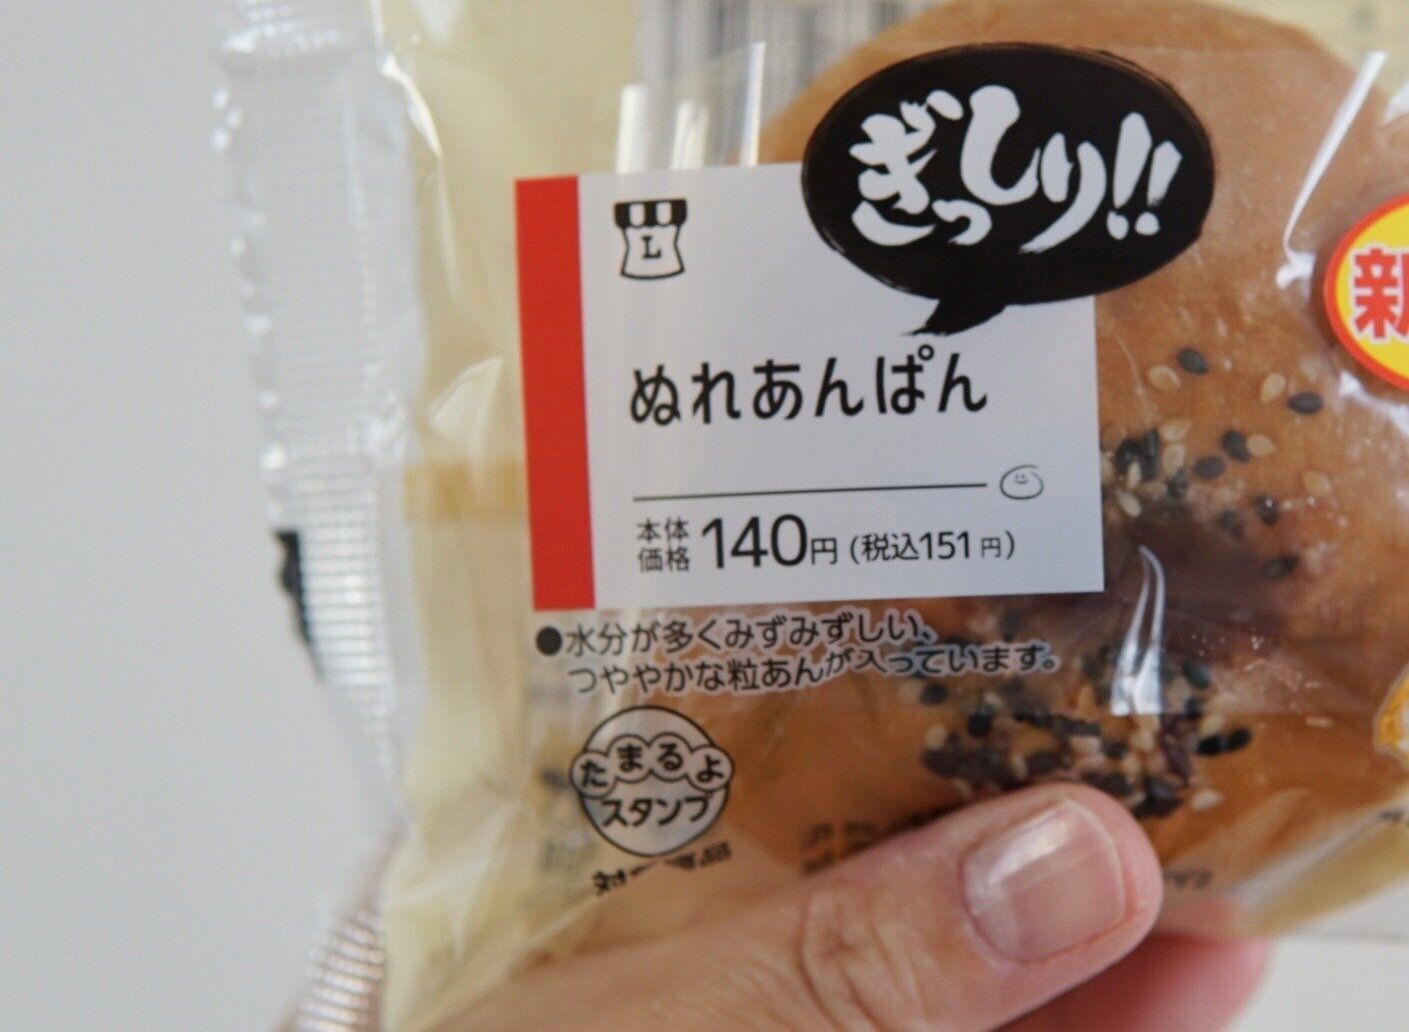 ぎっしり!!
L
新
ぬれあんぱん
本体
価格 140円 (税込151円)
●水分が多くみずみずしい、
つややかな粒あんが入っています。
たまるよ
スタンプ